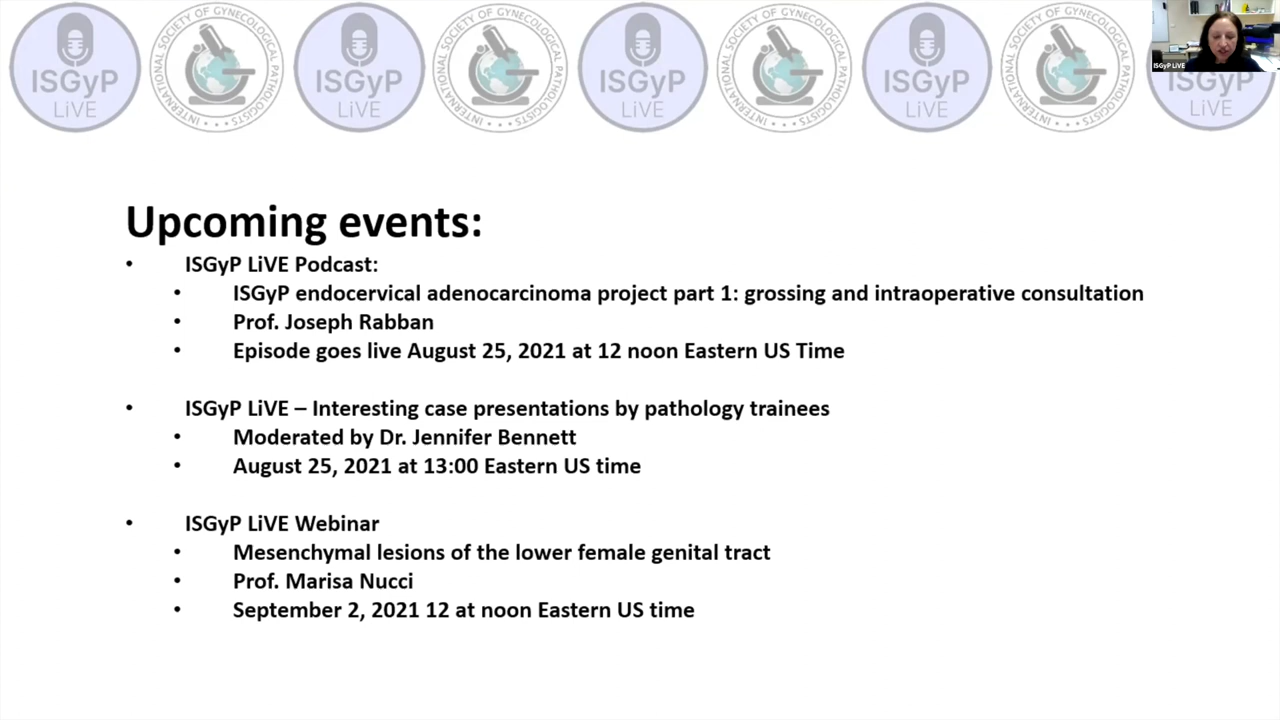 ISGyP
LiVE
INTERNATIONAL SOCIETY OF GYNECOLOGICAL PATHOLOGISTS
ISGyP
LiVE
INTERNATIONAL SOCIETY OF GYNECOLOGICAL PATHOLOGISTS
ISGyP
LiVE
INTERNATIONAL SOCIETY OF GYNECOLOGICAL PATHOLOGISTS
ISGyP
LiVE
INTERNATIONAL SOCIETY OF GYNECOLOGICAL PATHOLOGISTS
ISGyP
LiVE
ISGyP LiVE
Upcoming events:
• ISGyP LiVE Podcast:
• ISGyP endocervical adenocarcinoma project part 1: grossing and intraoperative consultation
• Prof. Joseph Rabban
• Episode goes live August 25, 2021 at 12 noon Eastern US Time
• ISGyP LiVE – Interesting case presentations by pathology trainees
• Moderated by Dr. Jennifer Bennett
• August 25, 2021 at 13:00 Eastern US time
• ISGyP LiVE Webinar
• Mesenchymal lesions of the lower female genital tract
• Prof. Marisa Nucci
• September 2, 2021 12 at noon Eastern US time